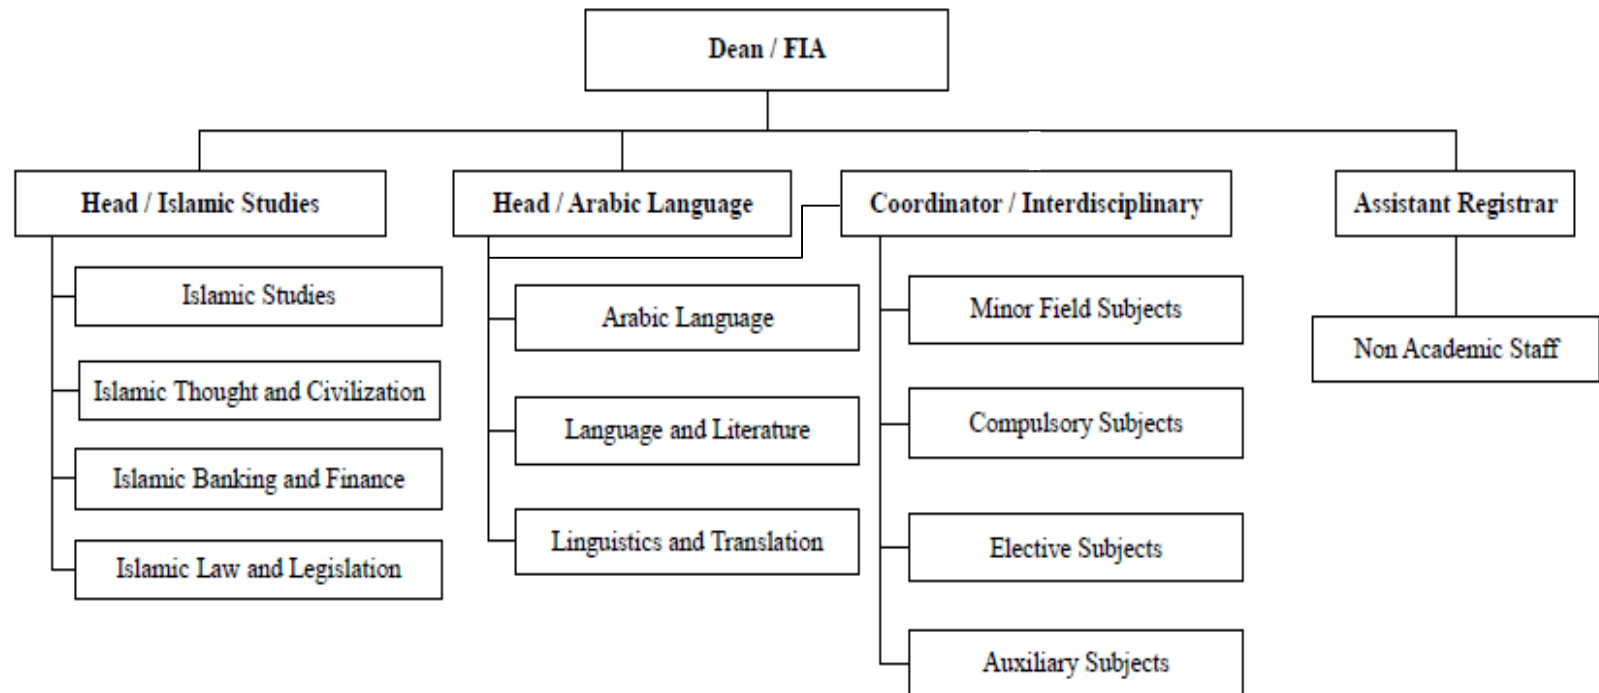 Dean / FIA
Head / Islamic Studies
Head / Arabic Language
Coordinator / Interdisciplinary
Assistant Registrar
Islamic Studies
Islamic Thought and Civilization
Islamic Banking and Finance
Islamic Law and Legislation
Arabic Language
Language and Literature
Linguistics and Translation
Minor Field Subjects
Compulsory Subjects
Elective Subjects
Auxiliary Subjects
Non Academic Staff